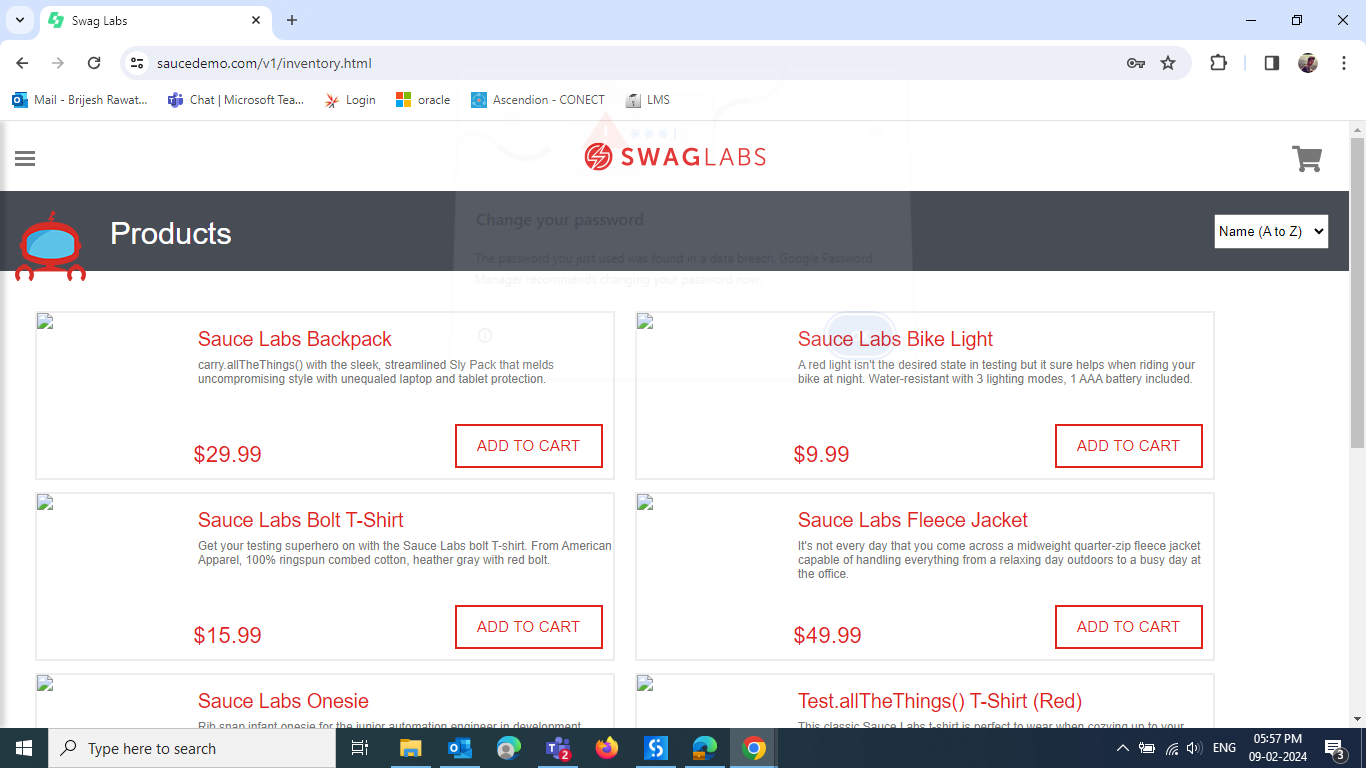 Swag Labs
saucedemo.com/v1/inventory.html
Mail - Brijesh Rawat... Chat | Microsoft Tea... Login oracle Ascendion - CONECT LMS
SWAGLABS
Change your password
Products
Name (A to Z)
The password you just used was found in a data breach. Google Password
Manager recommends changing your password now.
Sauce Labs Backpack
carry.allTheThings() with the sleek, streamlined Sly Pack that melds
uncompromising style with unequaled laptop and tablet protection.
$29.99
ADD TO CART
Sauce Labs Bike Light
A red light isn't the desired state in testing but it sure helps when riding your
bike at night. Water-resistant with 3 lighting modes, 1 AAA battery included.
$9.99
ADD TO CART
Sauce Labs Bolt T-Shirt
Get your testing superhero on with the Sauce Labs bolt T-shirt. From American
Apparel, 100% ringspun combed cotton, heather gray with red bolt.
$15.99
ADD TO CART
Sauce Labs Fleece Jacket
It's not every day that you come across a midweight quarter-zip fleece jacket
capable of handling everything from a relaxing day outdoors to a busy day at
the office.
$49.99
ADD TO CART
Sauce Labs Onesie
Rib snap infant onesie for the junior automation engineer in development.
Test.allTheThings() T-Shirt (Red)
This classic Sauce Labs t-shirt is perfect to wear when cozying up to your
Type here to search
2
ENG
05:57 PM
09-02-2024
3